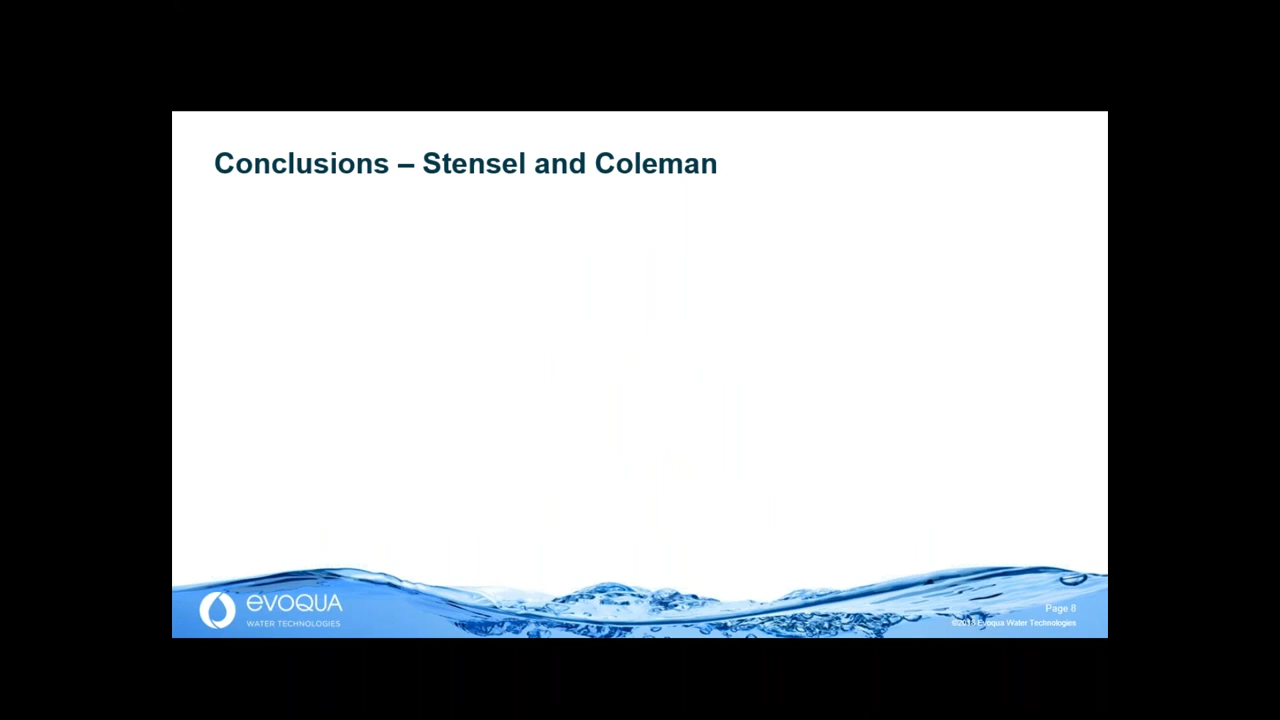 Conclusions – Stensel and Coleman
evoqua
WATER TECHNOLOGIES
Page 8
©2018 Evoqua Water Technologies